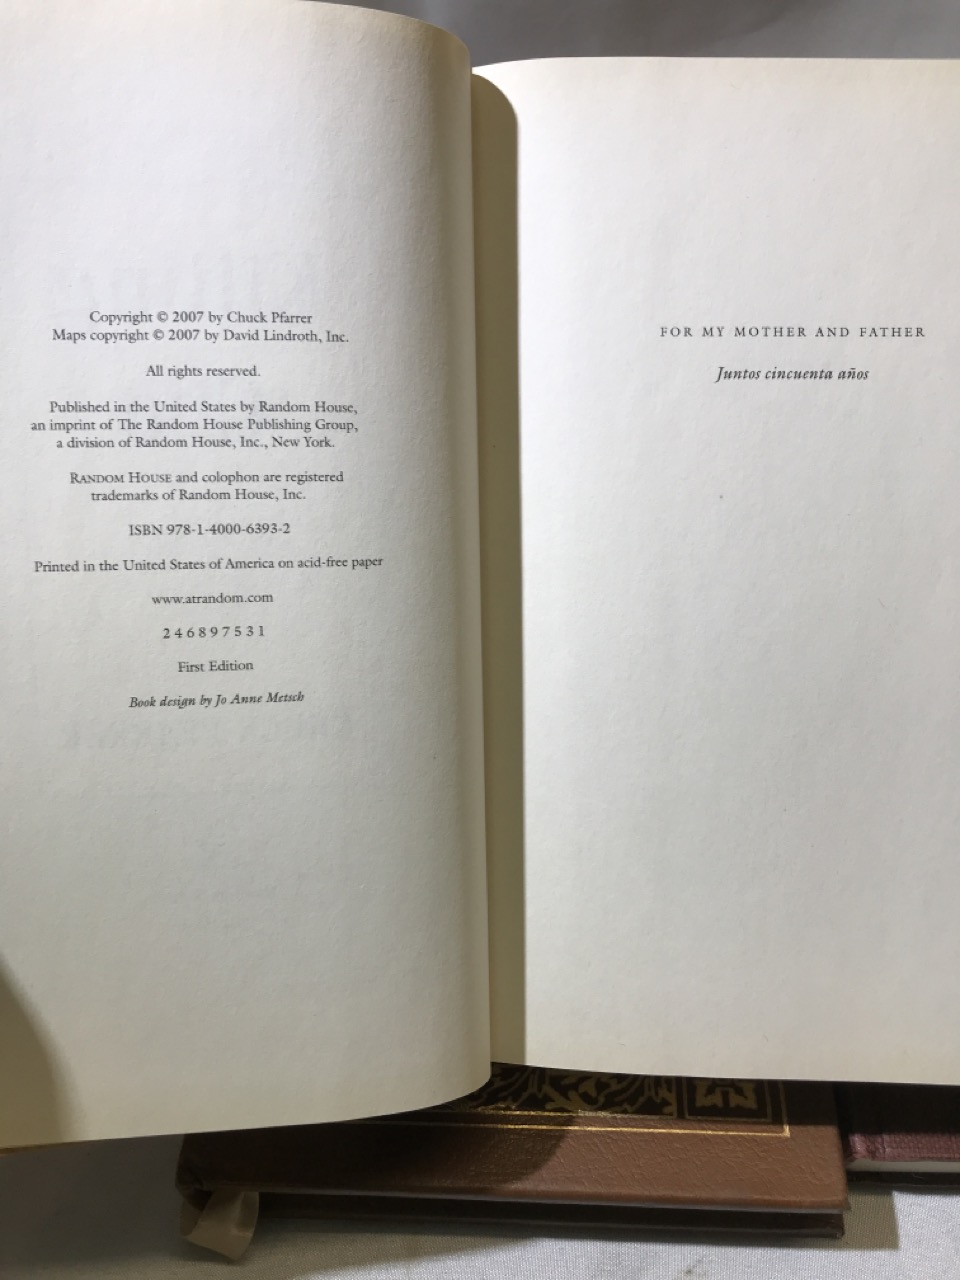 Copyright © 2007 by Chuck Pfarrer
Maps copyright © 2007 by David Lindroth, Inc.
All rights reserved.
Published in the United States by Random House,
an imprint of The Random House Publishing Group,
a division of Random House, Inc., New York.
RANDOM HOUSE and colophon are registered
trademarks of Random House, Inc.
ISBN 978-1-4000-6393-2
Printed in the United States of America on acid-free paper
www.atrandom.com
2 4 6 8 9 7 5 3 1
First Edition
Book design by Jo Anne Metsch
FOR MY MOTHER AND FATHER
Juntos cincuenta años